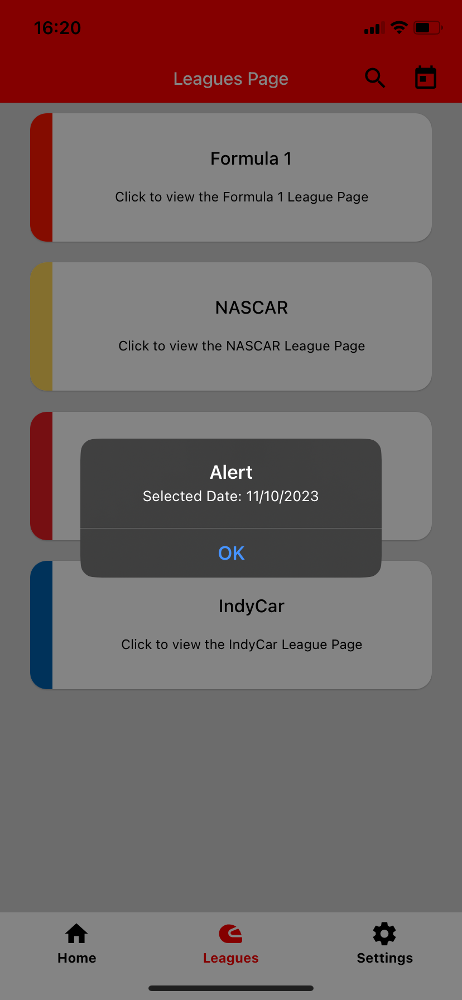 16:20
Leagues Page
Formula 1
Click to view the Formula 1 League Page
NASCAR
Click to view the NASCAR League Page
Alert
Selected Date: 11/10/2023
OK
IndyCar
Click to view the IndyCar League Page
Home
Leagues
Settings